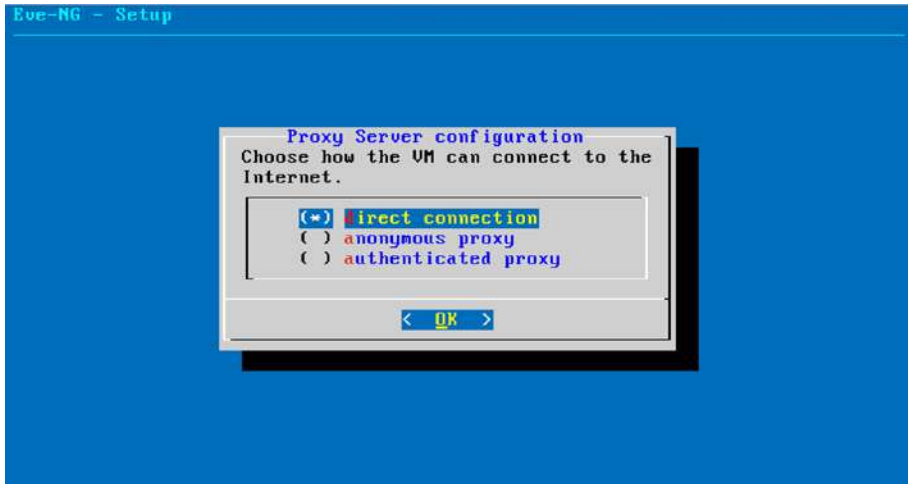 Eve-NG - Setup
Proxy Server configuration
Choose how the VM can connect to the
Internet.
(*) direct connection
( ) anonymous proxy
( ) authenticated proxy
< OK >